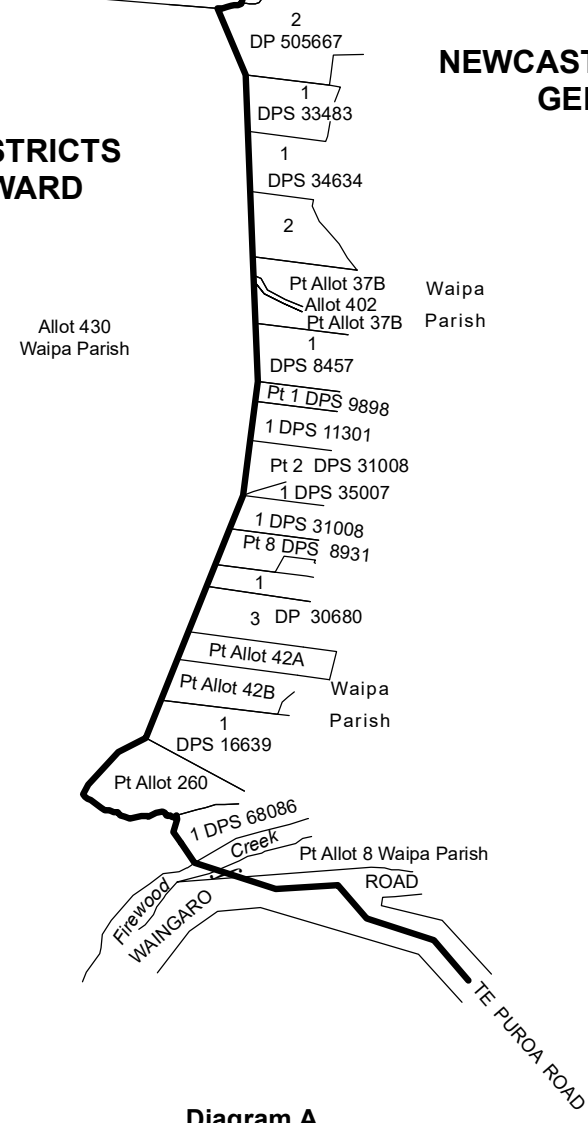 2
DP 505667
NEWCAST
GE
1
DPS 33483
STRICTS
WARD
1
DPS 34634
2
Pt Allot 37B
Waipa
Allot 402
Pt Allot 37B
Parish
Allot 430
Waipa Parish
1
DPS 8457
Pt 1 DPS 9898
1 DPS 11301
Pt 2 DPS 31008
1 DPS 35007
1 DPS 31008
Pt 8 DPS 8931
1
3 DP 30680
Pt Allot 42A
Pt Allot 42B
Waipa
Parish
1
DPS 16639
Pt Allot 260
1 DPS 68086
Creek
Pt Allot 8 Waipa Parish
ROAD
Firewood
WAINGARO
TE PUROA ROAD
Diagram A